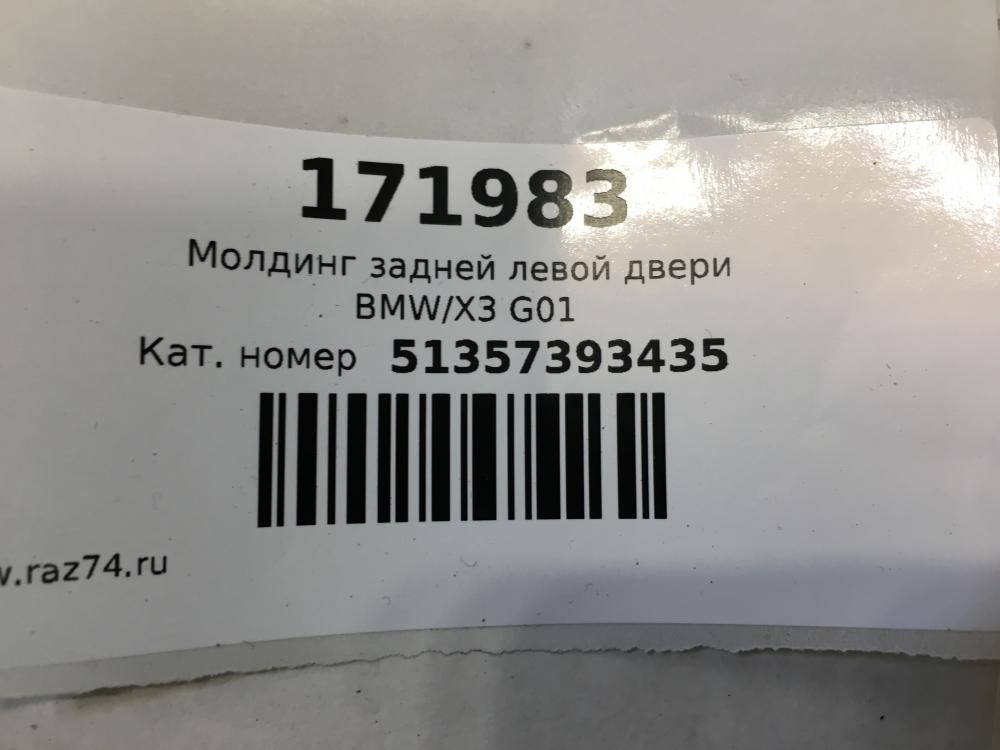 171983
Молдинг задней левой двери
BMW/X3 G01
Кат. номер 51357393435
w.raz74.ru